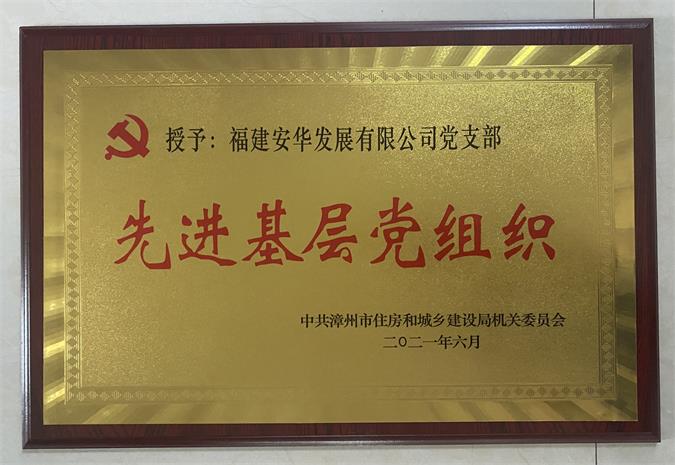 授予：福建安华发展有限公司党支部
先进基层党组织
中共漳州市住房和城乡建设局机关委员会
二〇二一年六月